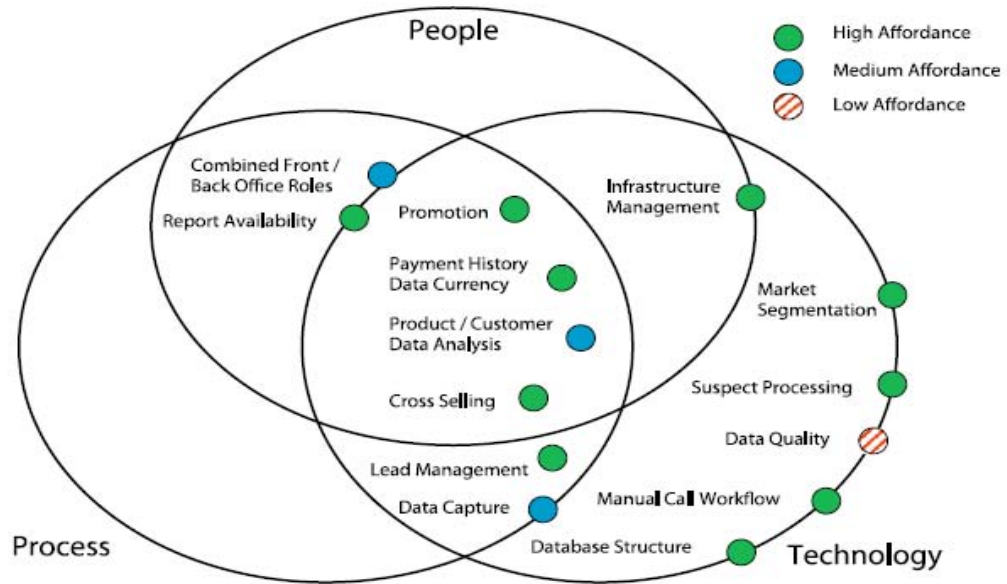 People
High Affordance
Medium Affordance
Low Affordance
Combined Front /
Back Office Roles
Report Availability
Promotion
Infrastructure
Management
Payment History
Data Currency
Market
Segmentation
Product / Customer
Data Analysis
Suspect Processing
Cross Selling
Data Quality
Lead Management
Manual Call Workflow
Data Capture
Database Structure
Process
Technology